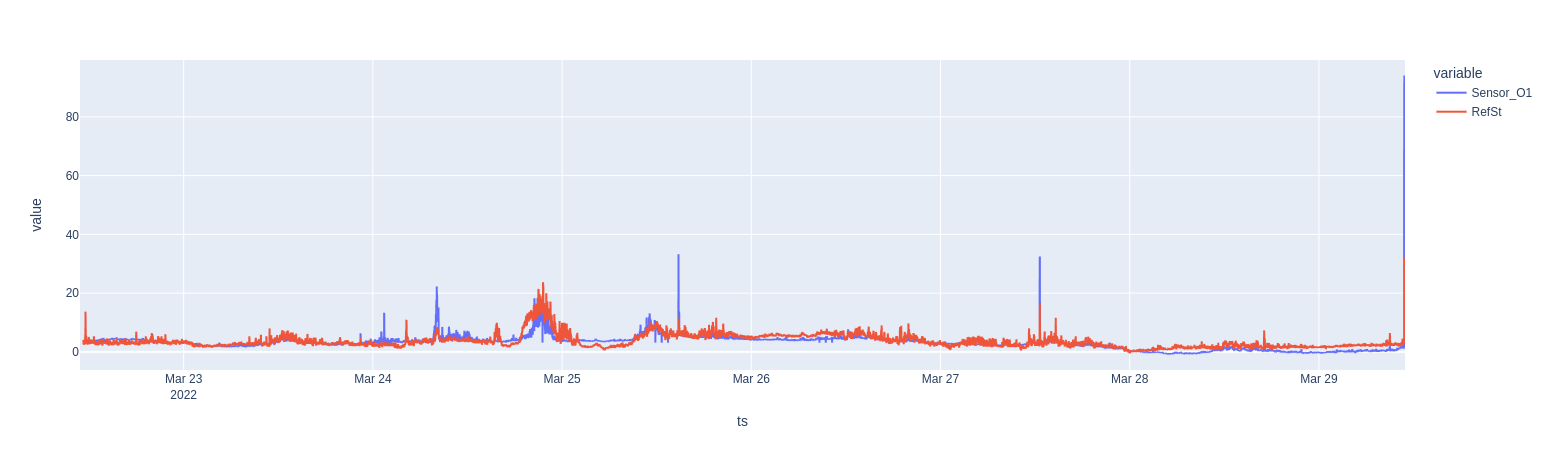 variable
Sensor_O1
RefSt
value
80
60
40
20
0
Mar 23
2022
Mar 24
Mar 25
Mar 26
Mar 27
Mar 28
Mar 29
ts